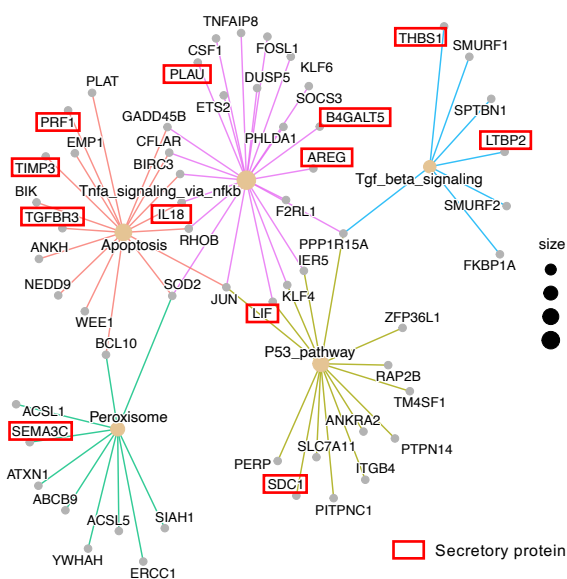 TNFAIP8
THBS1
CSF1
FOSL1
SMURF1
KLF6
PLAU
PLAT
DUSP5
SOCS3
ETS2
SPTBN1
PRF1
GADD45B
B4GALT5
EMP1
CFLAR
PHLDA1
LTBP2
TIMP3
BIRC3
AREG
Tnfa_signaling_via_nfkb
Tgf_beta_signaling
BIK
TGFBR3
IL18
F2RL1
SMURF2
PPP1R15A
RHOB
Apoptosis
ANKH
IER5
FKBP1A
size
NEDD9
SOD2
JUN
KLF4
WEE1
LIF
ZFP36L1
BCL10
P53_pathway
RAP2B
TM4SF1
ACSL1
Peroxisome
SEMA3C
ANKRA2
SLC7A11
PTPN14
PERP
ITGB4
ATXN1
SDC1
ABCB9
PITPNC1
ACSL5
SIAH1
YWHAH
Secretory protein
ERCC1